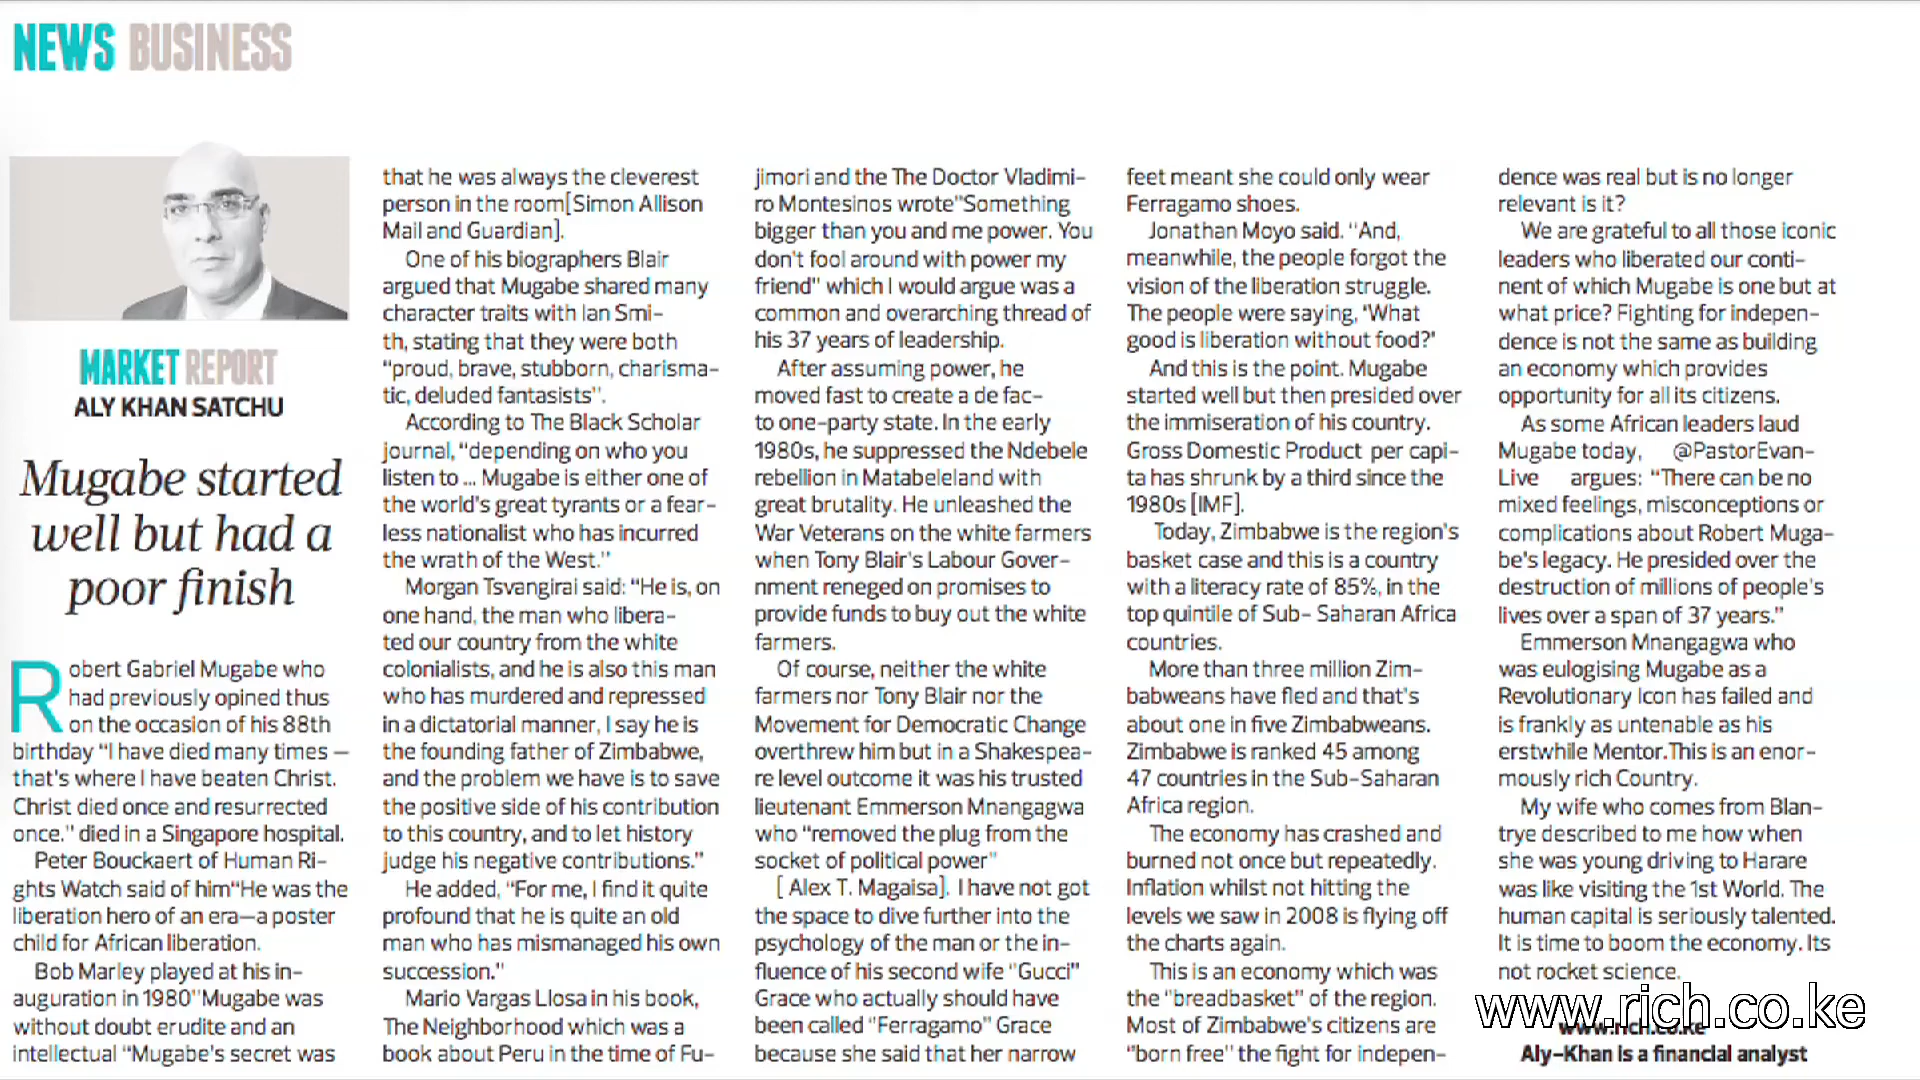 NEWS BUSINESS
MARKET REPORT
ALY KHAN SATCHU
Mugabe started
well but had a
poor finish
Robert Gabriel Mugabe who
had previously opined thus
on the occasion of his 88th
birthday “I have died many times —
that's where I have beaten Christ.
Christ died once and resurrected
once." died in a Singapore hospital.
Peter Bouckaert of Human Ri-
ghts Watch said of him“He was the
liberation hero of an era—a poster
child for African liberation.
Bob Marley played at his in-
auguration in 1980"Mugabe was
without doubt erudite and an
intellectual “Mugabe's secret was
that he was always the cleverest
person in the room[Simon Allison
Mail and Guardian].
One of his biographers Blair
argued that Mugabe shared many
character traits with Ian Smi-
th, stating that they were both
“proud, brave, stubborn, charisma-
tic, deluded fantasists”.
According to The Black Scholar
journal, “depending on who you
listen to ... Mugabe is either one of
the world's great tyrants or a fear-
less nationalist who has incurred
the wrath of the West.”
Morgan Tsvangirai said: “He is, on
one hand, the man who libera-
ted our country from the white
colonialists, and he is also this man
who has murdered and repressed
in a dictatorial manner, I say he is
the founding father of Zimbabwe,
and the problem we have is to save
the positive side of his contribution
to this country, and to let history
judge his negative contributions.”
He added, “For me, I find it quite
profound that he is quite an old
man who has mismanaged his own
succession.”
Mario Vargas Llosa in his book,
The Neighborhood which was a
book about Peru in the time of Fu-
jimori and the The Doctor Vladimi-
ro Montesinos wrote"Something
bigger than you and me power. You
don't fool around with power my
friend" which I would argue was a
common and overarching thread of
his 37 years of leadership.
After assuming power, he
moved fast to create a de fac-
to one-party state. In the early
1980s, he suppressed the Ndebele
rebellion in Matabeleland with
great brutality. He unleashed the
War Veterans on the white farmers
when Tony Blair's Labour Gover-
nment reneged on promises to
provide funds to buy out the white
farmers.
Of course, neither the white
farmers nor Tony Blair nor the
Movement for Democratic Change
overthrew him but in a Shakespea-
re level outcome it was his trusted
lieutenant Emmerson Mnangagwa
who “removed the plug from the
socket of political power"
[ Alex T. Magaisa]. I have not got
the space to dive further into the
psychology of the man or the in-
fluence of his second wife "Gucci"
Grace who actually should have
been called "Ferragamo" Grace
because she said that her narrow
feet meant she could only wear
Ferragamo shoes.
Jonathan Moyo said. “And,
meanwhile, the people forgot the
vision of the liberation struggle.
The people were saying, ‘What
good is liberation without food?’
And this is the point. Mugabe
started well but then presided over
the immiseration of his country.
Gross Domestic Product per capi-
ta has shrunk by a third since the
1980s [IMF].
Today, Zimbabwe is the region's
basket case and this is a country
with a literacy rate of 85%, in the
top quintile of Sub- Saharan Africa
countries.
More than three million Zim-
babweans have fled and that's
about one in five Zimbabweans.
Zimbabwe is ranked 45 among
47 countries in the Sub-Saharan
Africa region.
The economy has crashed and
burned not once but repeatedly.
Inflation whilst not hitting the
levels we saw in 2008 is flying off
the charts again.
This is an economy which was
the “breadbasket” of the region.
Most of Zimbabwe's citizens are
"born free" the fight for indepen-
dence was real but is no longer
relevant is it?
We are grateful to all those iconic
leaders who liberated our conti-
nent of which Mugabe is one but at
what price? Fighting for indepen-
dence is not the same as building
an economy which provides
opportunity for all its citizens.
As some African leaders laud
Mugabe today, @PastorEvan-
Live argues: “There can be no
mixed feelings, misconceptions or
complications about Robert Muga-
be's legacy. He presided over the
destruction of millions of people's
lives over a span of 37 years.”
Emmerson Mnangagwa who
was eulogising Mugabe as a
Revolutionary Icon has failed and
is frankly as untenable as his
erstwhile Mentor.This is an enor-
mously rich Country.
My wife who comes from Blan-
trye described to me how when
she was young driving to Harare
was like visiting the 1st World. The
human capital is seriously talented.
It is time to boom the economy. Its
not rocket science.
www.rich.co.ke
www.rich.co.ke
Aly-Khan is a financial analyst